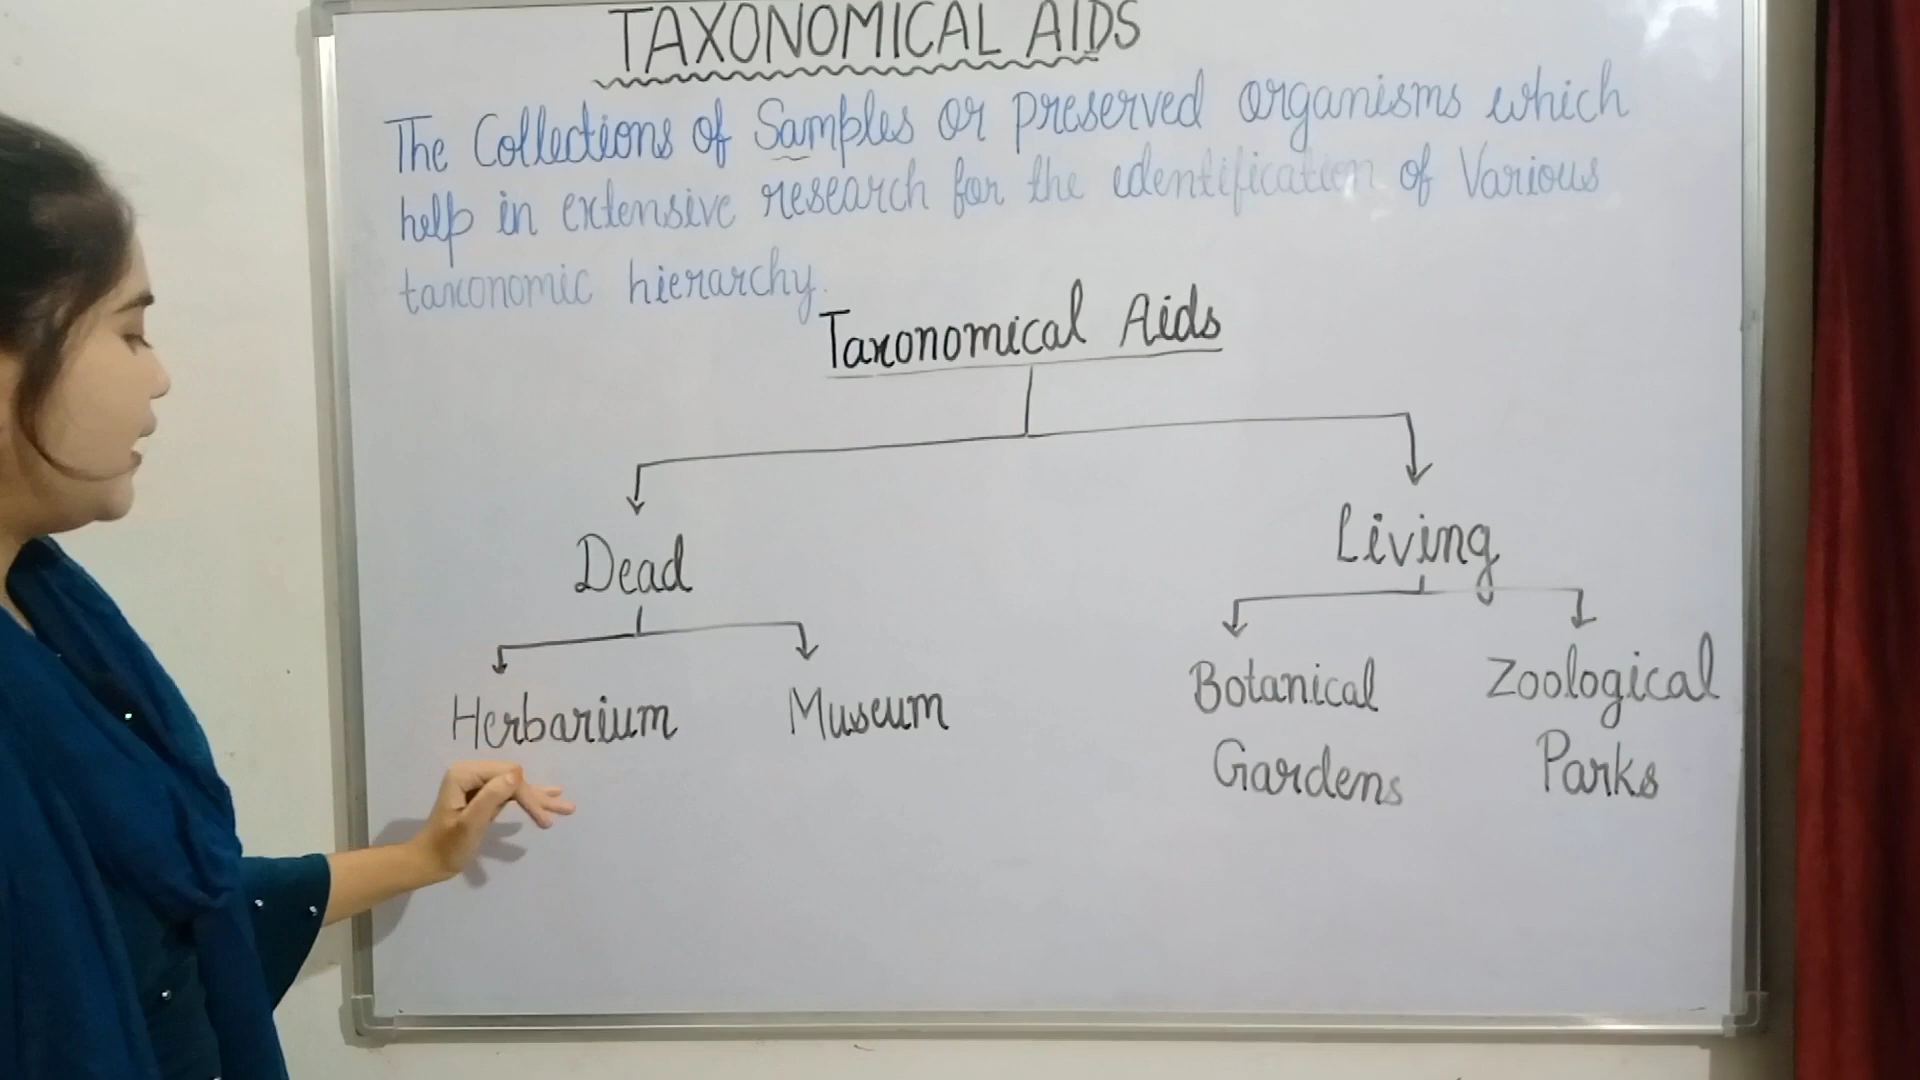 TAXONOMICAL AIDS
The Collections of Samples or preserved organisms which
help in extensive research for the identification of Various
taxonomic hierarchy.
Taxonomical Aids
Dead
Living
Herbarium
Museum
Botanical
Gardens
Zoological
Parks